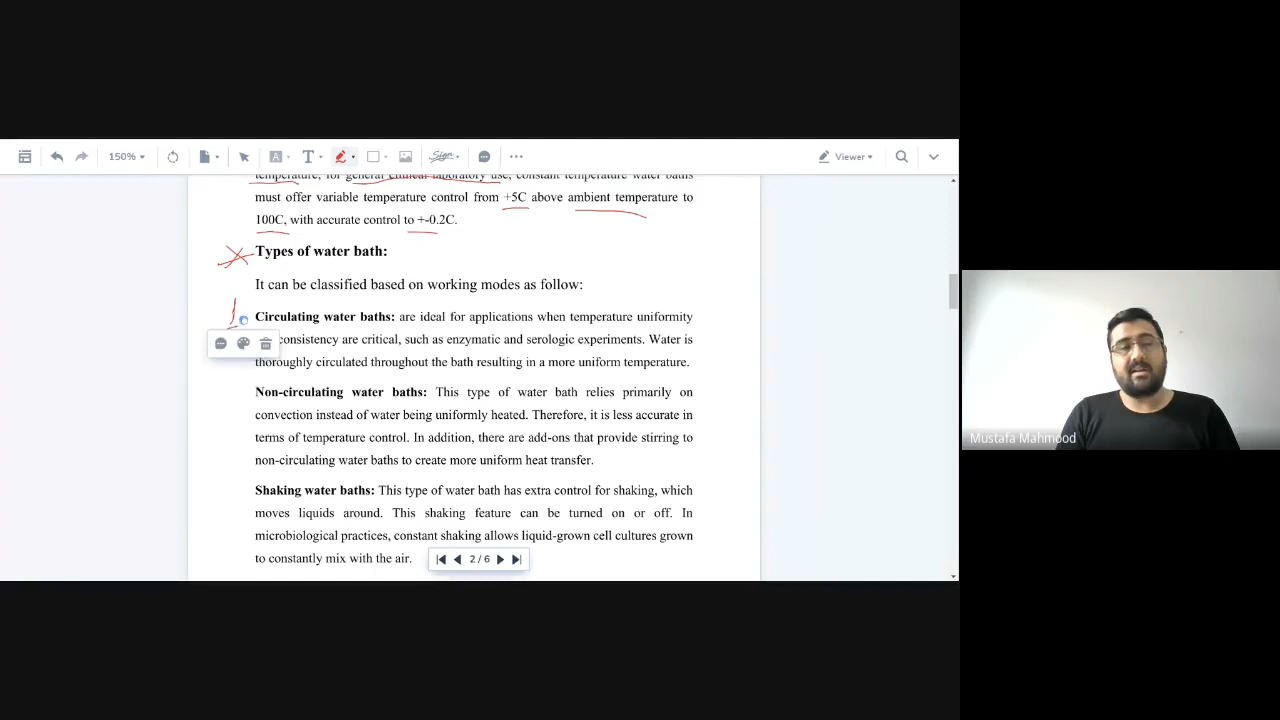 150%
T
Sign
Viewer
temperature, for general clinical laboratory use, constant temperature water baths
must offer variable temperature control from +5C above ambient temperature to
100C, with accurate control to +-0.2C.
Types of water bath:
It can be classified based on working modes as follow:
1
Circulating water baths: are ideal for applications when temperature uniformity
consistency are critical, such as enzymatic and serologic experiments. Water is
thoroughly circulated throughout the bath resulting in a more uniform temperature.
Non-circulating water baths: This type of water bath relies primarily on
convection instead of water being uniformly heated. Therefore, it is less accurate in
terms of temperature control. In addition, there are add-ons that provide stirring to
non-circulating water baths to create more uniform heat transfer.
Shaking water baths: This type of water bath has extra control for shaking, which
moves liquids around. This shaking feature can be turned on or off. In
microbiological practices, constant shaking allows liquid-grown cell cultures grown
to constantly mix with the air.
2 / 6
Mustafa Mahmood